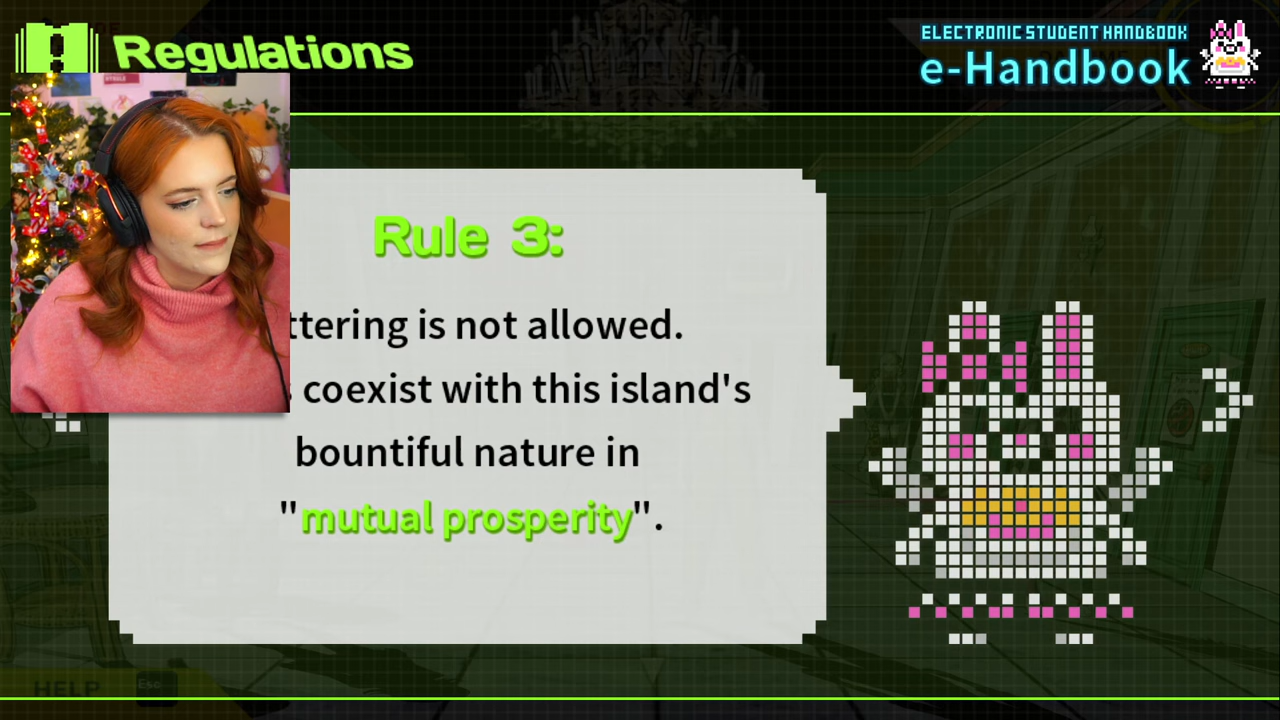 Regulations
ELECTRONIC STUDENT HANDBOOK
e-Handbook
Rule 3:
ttering is not allowed.
coexist with this island's
bountiful nature in
"mutual prosperity".
HELP Esc